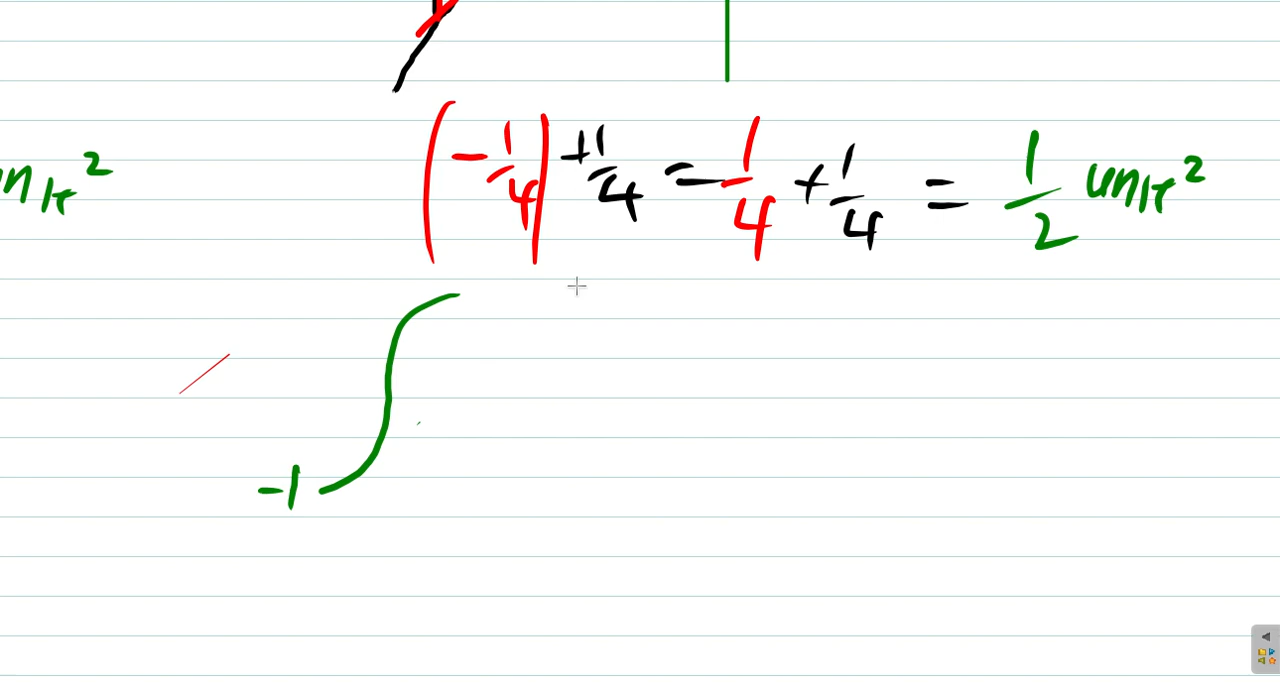 unit²
|-1/4| + 1/4 = 1/4 + 1/4 = 1/2 unit²
∫
-1